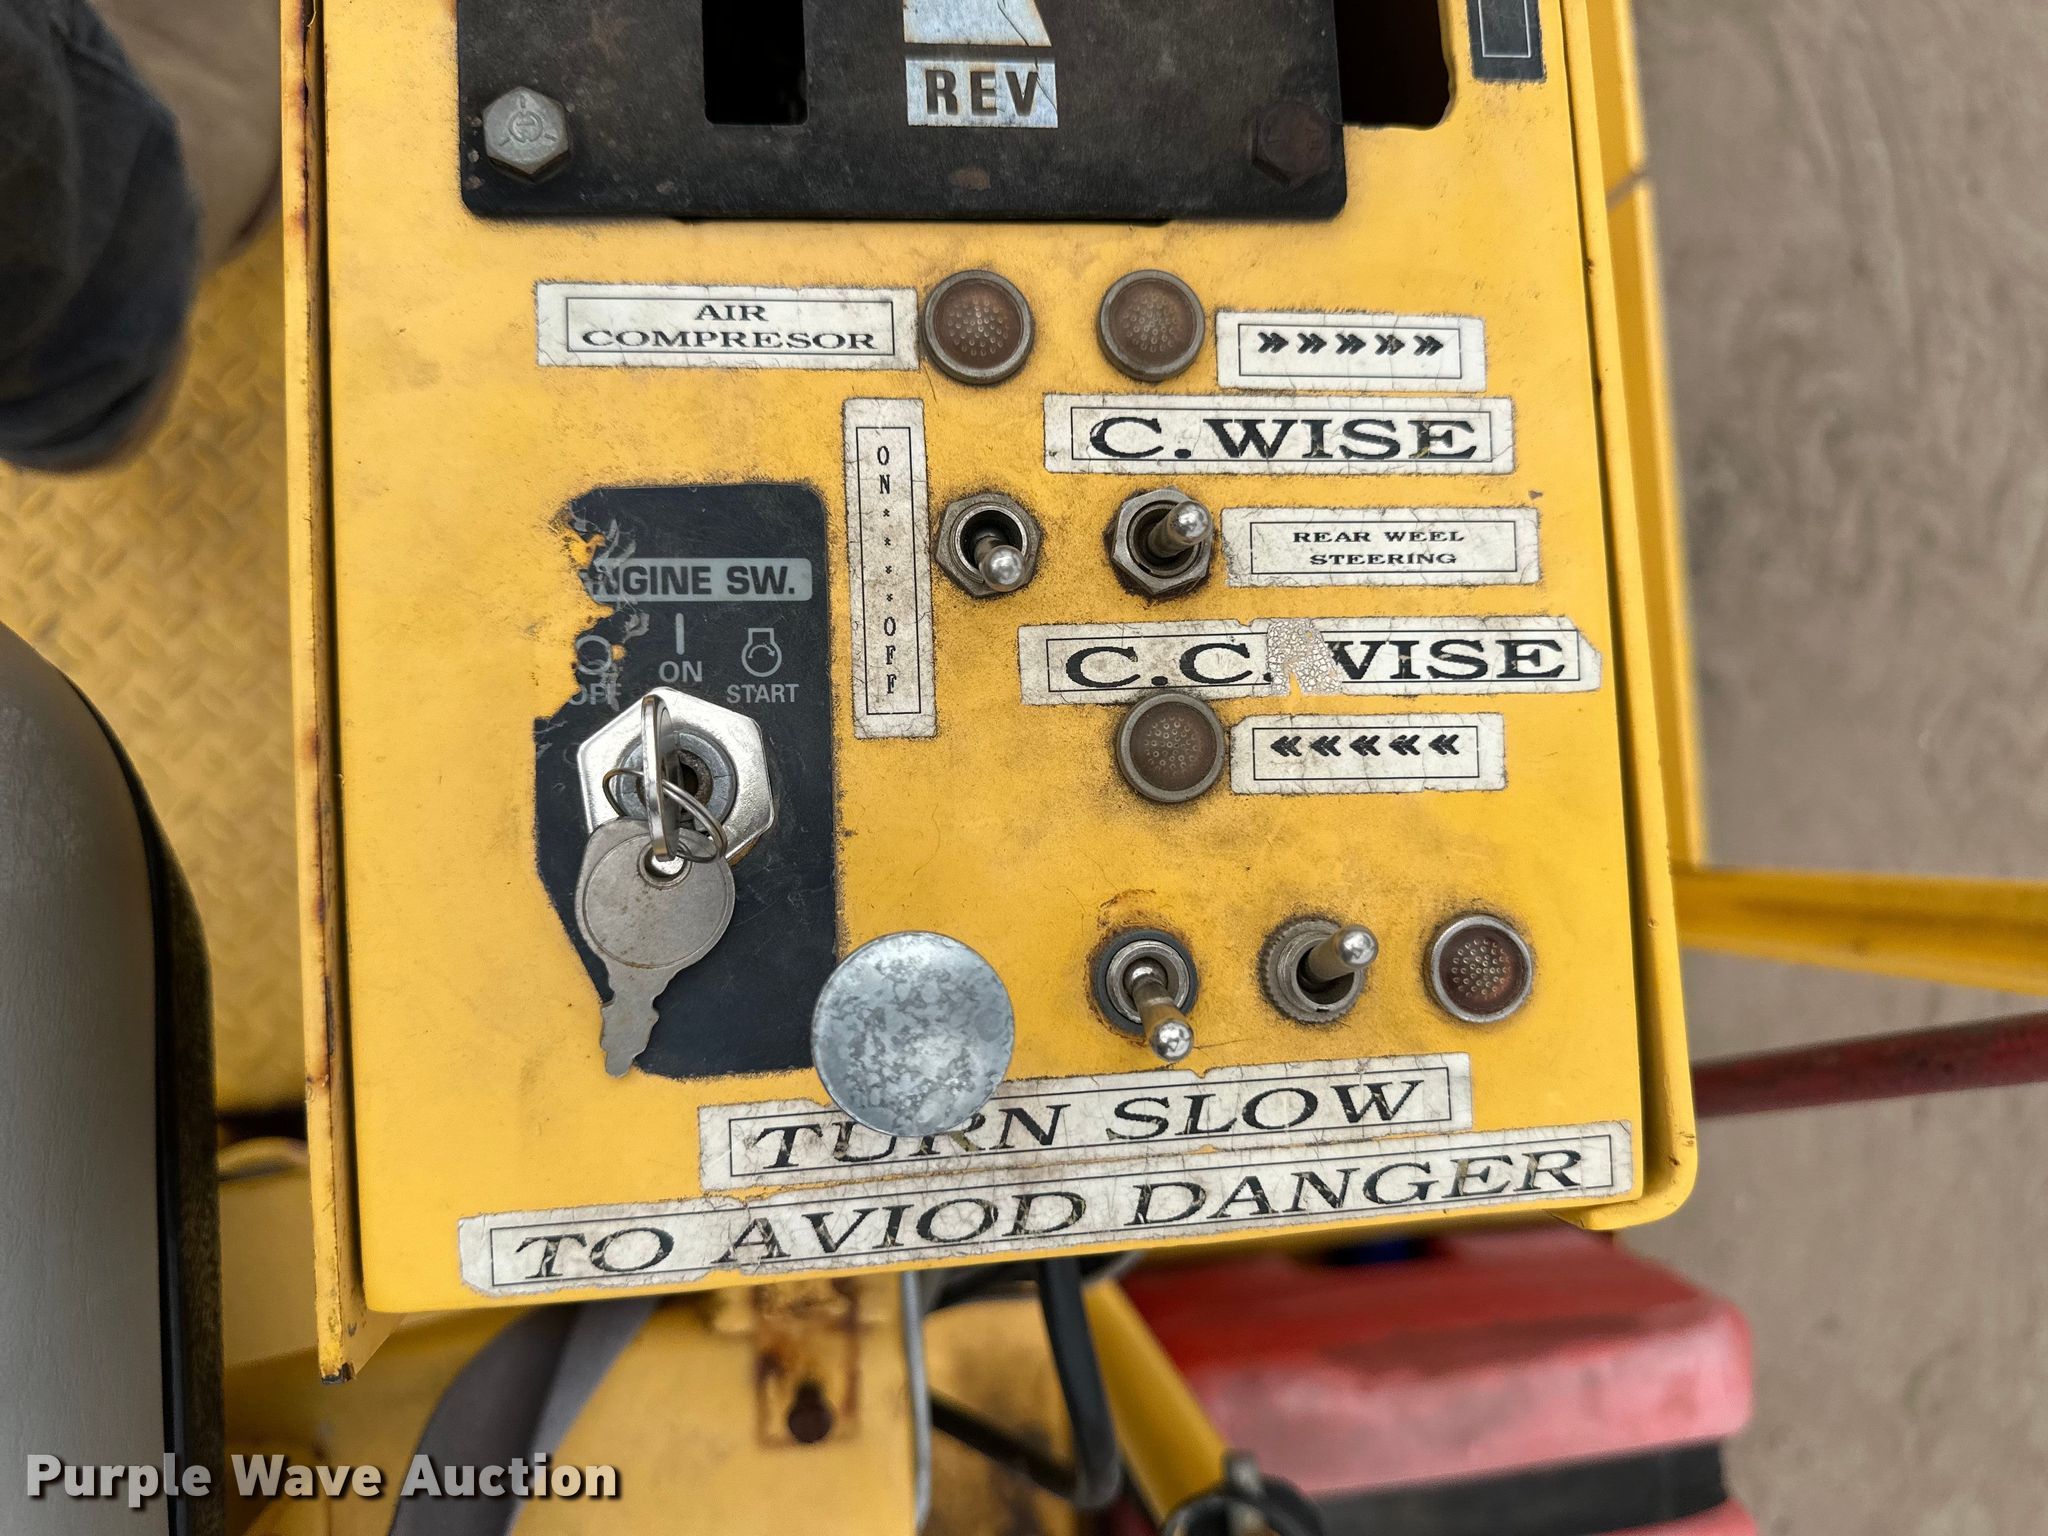 REV
AIR
COMPRESOR
»»»»»
C.WISE
ON****OFF
REAR WEEL
STEERING
ENGINE SW.
OFF ON START
C.C.WISE
«««««
TURN SLOW
TO AVIOD DANGER
Purple Wave Auction